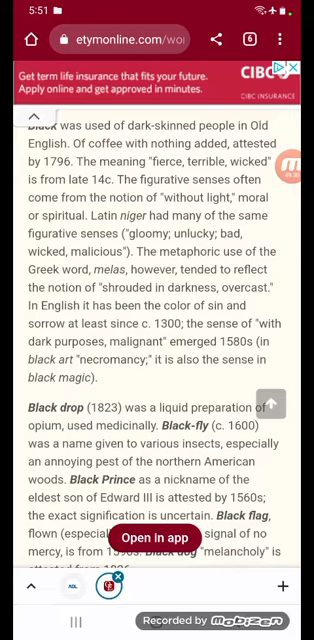 5:51
etymonline.com/wor
6
Get term life insurance that fits your future.
Apply online and get approved in minutes.
CIBC
CIBC INSURANCE
Black was used of dark-skinned people in Old
English. Of coffee with nothing added, attested
by 1796. The meaning "fierce, terrible, wicked"
is from late 14c. The figurative senses often
come from the notion of "without light," moral
or spiritual. Latin niger had many of the same
figurative senses ("gloomy; unlucky; bad,
wicked, malicious"). The metaphoric use of the
Greek word, melas, however, tended to reflect
the notion of "shrouded in darkness, overcast."
In English it has been the color of sin and
sorrow at least since c. 1300; the sense of "with
dark purposes, malignant" emerged 1580s (in
black art "necromancy;" it is also the sense in
black magic).
Black drop (1823) was a liquid preparation of
opium, used medicinally. Black-fly (c. 1600)
was a name given to various insects, especially
an annoying pest of the northern American
woods. Black Prince as a nickname of the
eldest son of Edward III is attested by 1560s;
the exact signification is uncertain. Black flag,
flown (especial signal of no
mercy, is from 1590s. Black dog "melancholy" is
Open in app
ADL
Recorded by Mobizen